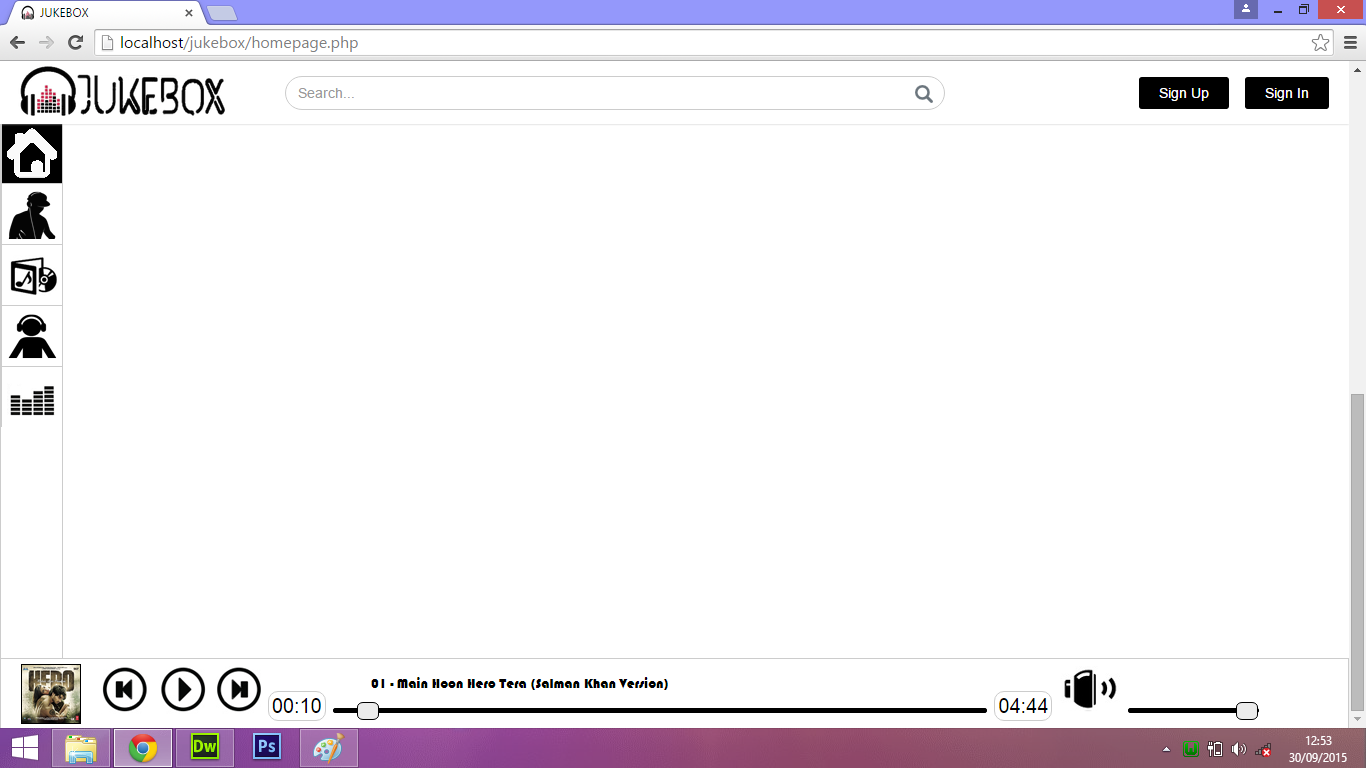 JUKEBOX
localhost/jukebox/homepage.php
JUKEBOX
Search...
Sign Up
Sign In
HERO
01 - Main Hoon Hero Tera (Salman Khan Version)
00:10
04:44
Dw
Ps
12:53
30/09/2015